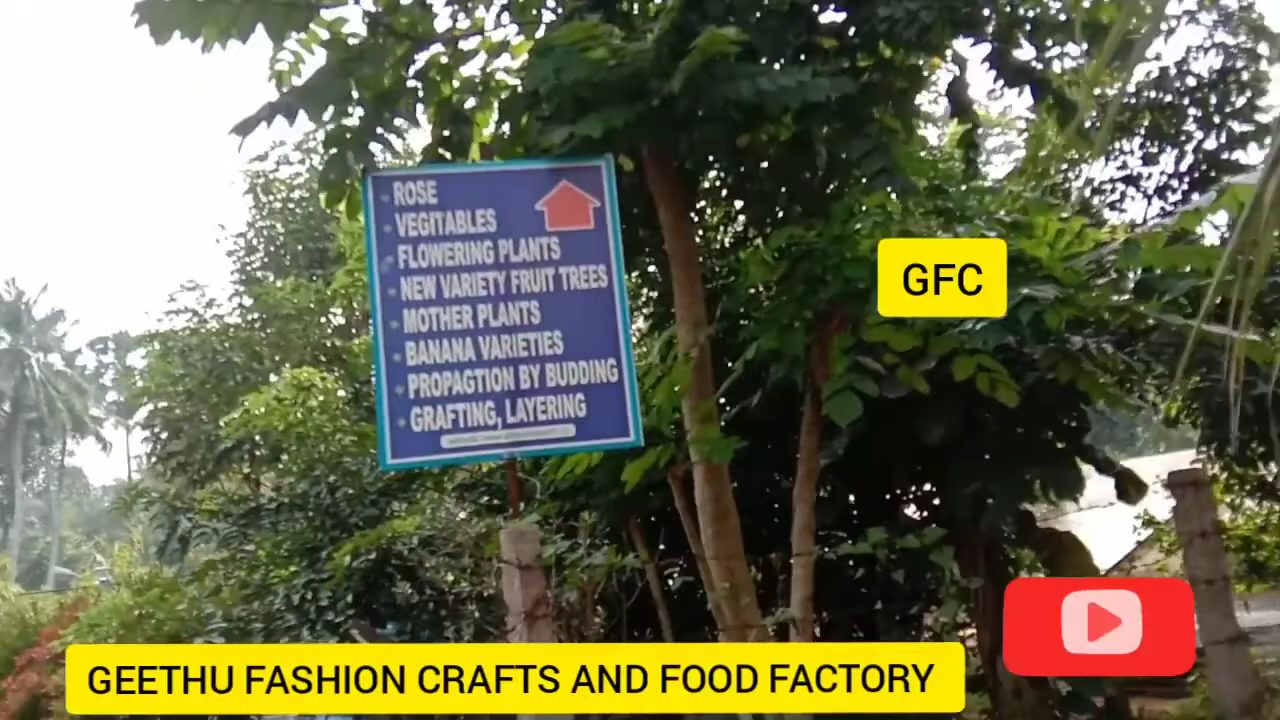 ROSE
VEGITABLES
FLOWERING PLANTS
NEW VARIETY FRUIT TREES
MOTHER PLANTS
BANANA VARIETIES
PROPAGTION BY BUDDING
GRAFTING, LAYERING
GFC
GEETHU FASHION CRAFTS AND FOOD FACTORY